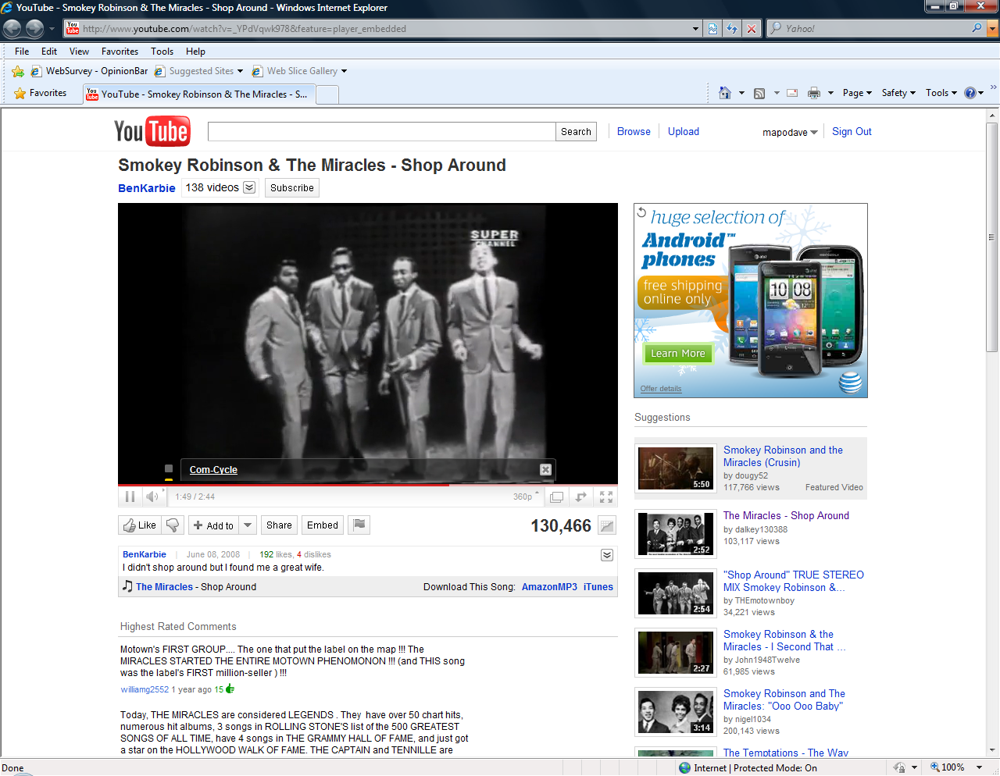 YouTube - Smokey Robinson & The Miracles - Shop Around - Windows Internet Explorer
http://www.youtube.com/watch?v=_YPdVqwk978&feature=player_embedded
Yahoo!
File Edit View Favorites Tools Help
WebSurvey - OpinionBar Suggested Sites Web Slice Gallery
Favorites YouTube - Smokey Robinson & The Miracles - S... Page Safety Tools
YouTube Search Browse Upload mapodave Sign Out
Smokey Robinson & The Miracles - Shop Around
BenKarbie 138 videos Subscribe
SUPER
CHANNEL
Com-Cycle
1:49 / 2:44 360p
Like Add to Share Embed 130,466
BenKarbie June 08, 2008 192 likes, 4 dislikes
I didn't shop around but I found me a great wife.
The Miracles - Shop Around Download This Song: AmazonMP3 iTunes
Highest Rated Comments
Motown's FIRST GROUP.... The one that put the label on the map !!! The
MIRACLES STARTED THE ENTIRE MOTOWN PHENOMONON !!! (and THIS song
was the label's FIRST million-seller ) !!!
williamg2552 1 year ago 15
Today, THE MIRACLES are considered LEGENDS . They have over 50 chart hits,
numerous hit albums, 3 songs in ROLLING STONE'S list of the 500 GREATEST
SONGS OF ALL TIME, have 4 songs in THE GRAMMY HALL OF FAME, and just got
a star on the HOLLYWOOD WALK OF FAME. THE CAPTAIN and TENNILLE are
huge selection of
Android™
phones
free shipping
online only
Learn More
Offer details
at&t
at&t
10 08
at&t
Suggestions
Smokey Robinson and the
Miracles (Crusin)
by dougy52
117,766 views Featured Video
5:50
The Miracles - Shop Around
by dalkey130388
103,117 views
2:52
"Shop Around" TRUE STEREO
MIX Smokey Robinson &...
by THEmotownboy
34,221 views
2:54
Smokey Robinson & the
Miracles - I Second That ...
by John1948Twelve
61,985 views
2:27
Smokey Robinson and The
Miracles: "Ooo Ooo Baby"
by nigel1034
200,143 views
3:14
The Temptations - The Way
Done Internet | Protected Mode: On 100%